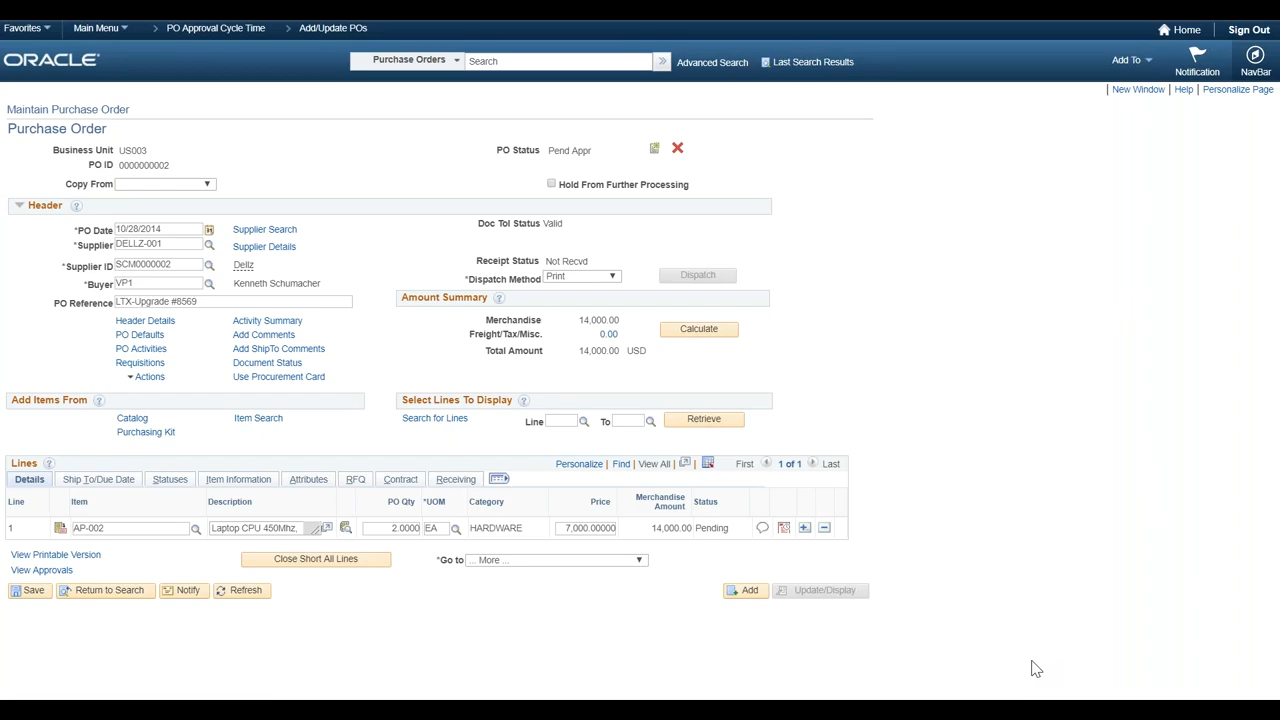 Favorites Main Menu > PO Approval Cycle Time > Add/Update POs Home Sign Out
ORACLE Purchase Orders Search Advanced Search Last Search Results Add To Notification NavBar
New Window | Help | Personalize Page
Maintain Purchase Order
Purchase Order
Business Unit US003 PO Status Pend Appr
PO ID 0000000002
Copy From Hold From Further Processing
Header
*PO Date 10/28/2014 Supplier Search Doc Tol Status Valid
*Supplier DELLZ-001 Supplier Details
*Supplier ID SCM0000002 Dellz Receipt Status Not Recvd
*Buyer VP1 Kenneth Schumacher *Dispatch Method Print Dispatch
PO Reference LTX-Upgrade #8569 Amount Summary
Header Details Activity Summary Merchandise 14,000.00 Calculate
PO Defaults Add Comments Freight/Tax/Misc. 0.00
PO Activities Add ShipTo Comments Total Amount 14,000.00 USD
Requisitions Document Status
Actions Use Procurement Card
Add Items From Select Lines To Display
Catalog Item Search Search for Lines Line To Retrieve
Purchasing Kit
Lines Personalize | Find | View All | First 1 of 1 Last
Details Ship To/Due Date Statuses Item Information Attributes RFQ Contract Receiving
Line Item Description PO Qty *UOM Category Price Merchandise Amount Status
1 AP-002 Laptop CPU 450Mhz, 2.0000 EA HARDWARE 7,000.00000 14,000.00 Pending
View Printable Version Close Short All Lines *Go to ... More ...
View Approvals
Save Return to Search Notify Refresh Add Update/Display